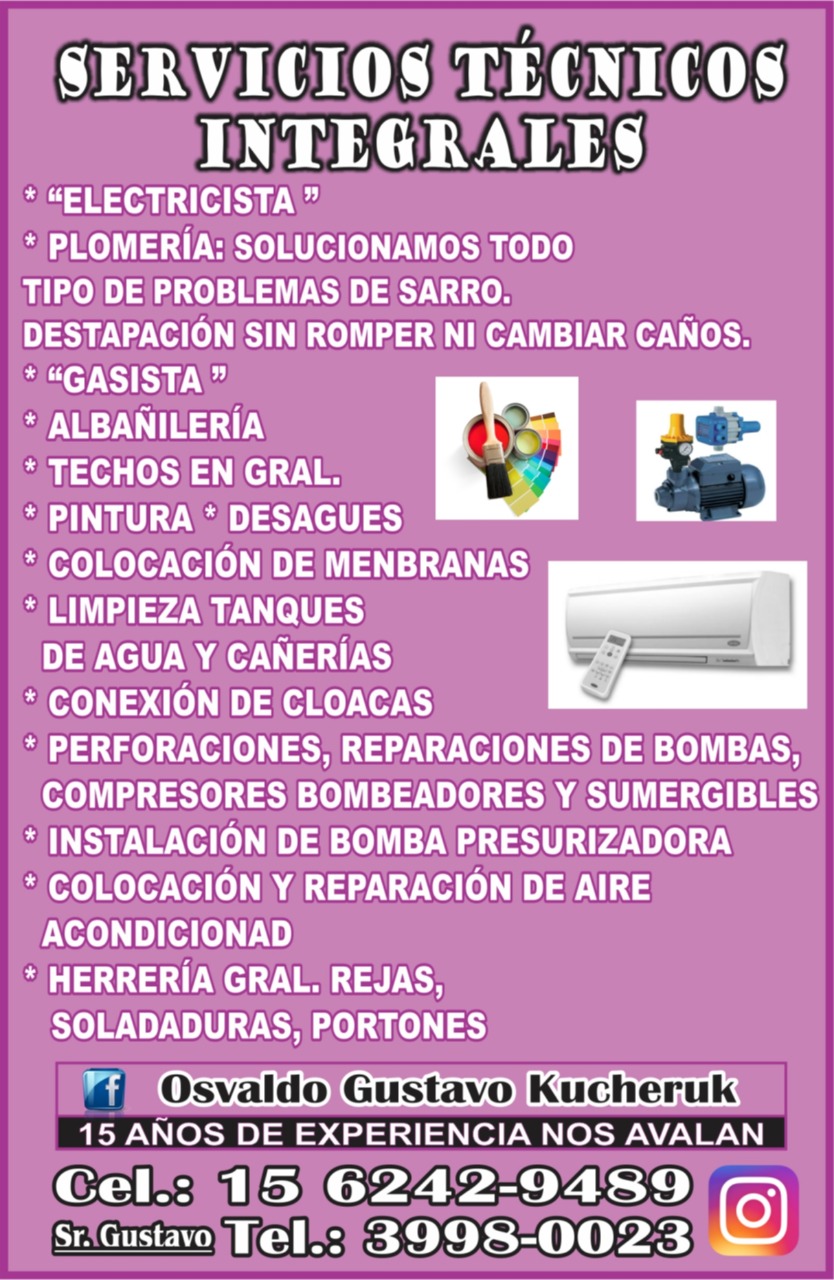 SERVICIOS TÉCNICOS
INTEGRALES
* “ELECTRICISTA ”
* PLOMERÍA: SOLUCIONAMOS TODO
TIPO DE PROBLEMAS DE SARRO.
DESTAPACIÓN SIN ROMPER NI CAMBIAR CAÑOS.
* “GASISTA ”
* ALBAÑILERÍA
* TECHOS EN GRAL.
* PINTURA * DESAGUES
* COLOCACIÓN DE MENBRANAS
* LIMPIEZA TANQUES
DE AGUA Y CAÑERÍAS
* CONEXIÓN DE CLOACAS
* PERFORACIONES, REPARACIONES DE BOMBAS,
COMPRESORES BOMBEADORES Y SUMERGIBLES
* INSTALACIÓN DE BOMBA PRESURIZADORA
* COLOCACIÓN Y REPARACIÓN DE AIRE
ACONDICIONAD
* HERRERÍA GRAL. REJAS,
SOLADADURAS, PORTONES
f Osvaldo Gustavo Kucheruk
15 AÑOS DE EXPERIENCIA NOS AVALAN
Cel.: 15 6242-9489
Sr. Gustavo Tel.: 3998-0023